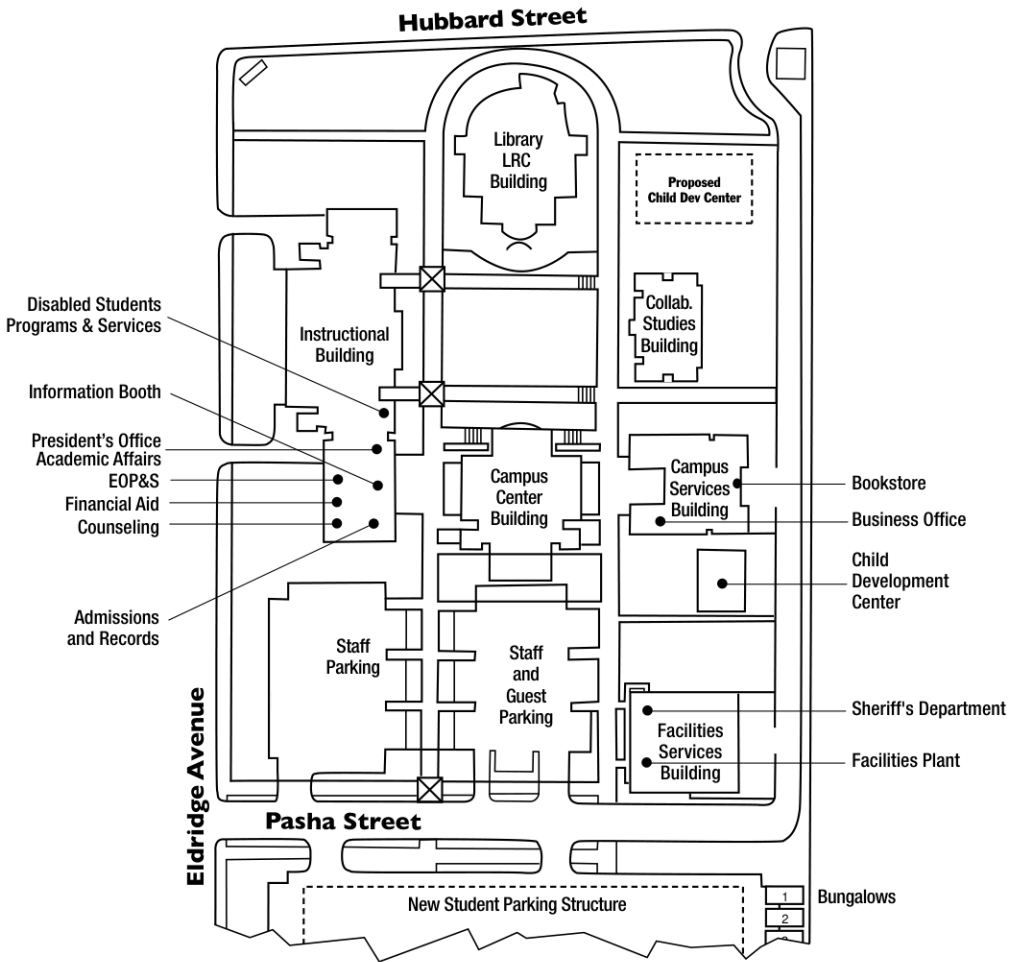 Hubbard Street
Library
LRC
Building
Proposed
Child Dev Center
Disabled Students
Programs & Services
Instructional
Building
Collab.
Studies
Building
Information Booth
President's Office
Academic Affairs
EOP&S
Financial Aid
Counseling
Campus
Center
Building
Campus
Services
Building
Bookstore
Business Office
Child
Development
Center
Admissions
and Records
Staff
Parking
Staff
and
Guest
Parking
Sheriff's Department
Facilities
Services
Building
Facilities Plant
Eldridge Avenue
Pasha Street
New Student Parking Structure
1
Bungalows
2